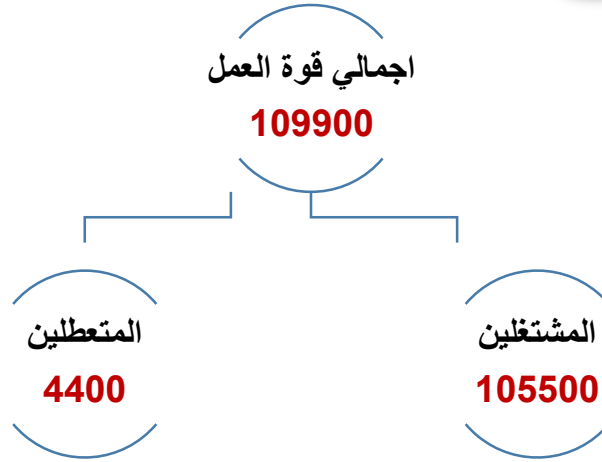 اجمالي قوة العمل
109900
المشتغلين
105500
المتعطلين
4400